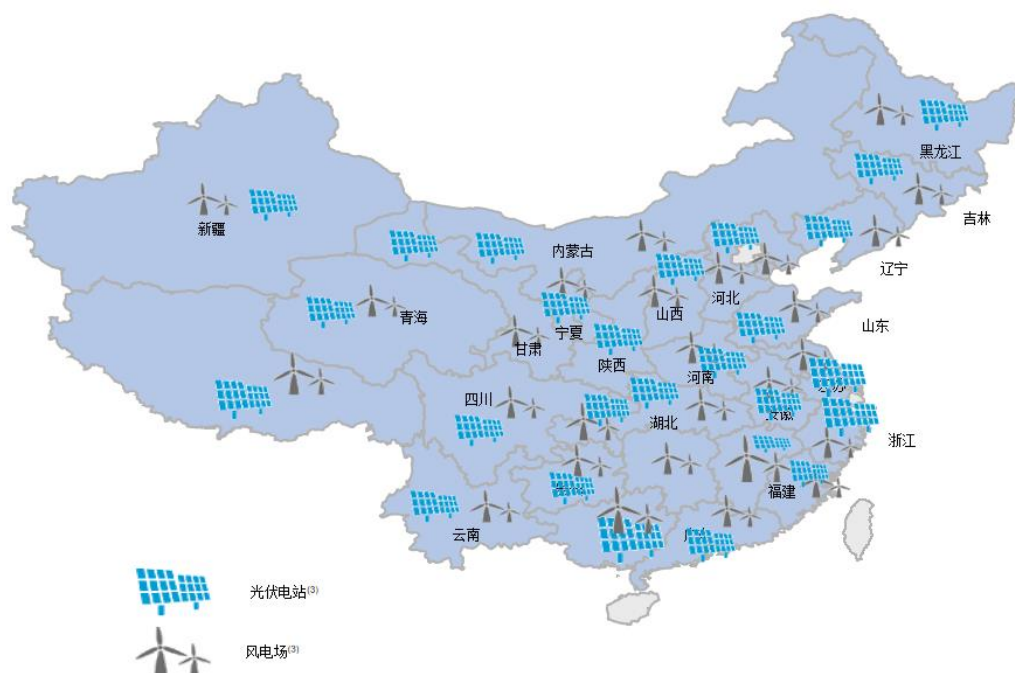 黑龙江
吉林
新疆
内蒙古
辽宁
河北
青海
山西
山东
宁夏
甘肃
陕西
河南
四川
湖北
浙江
福建
云南
光伏电站(3)
风电场(3)